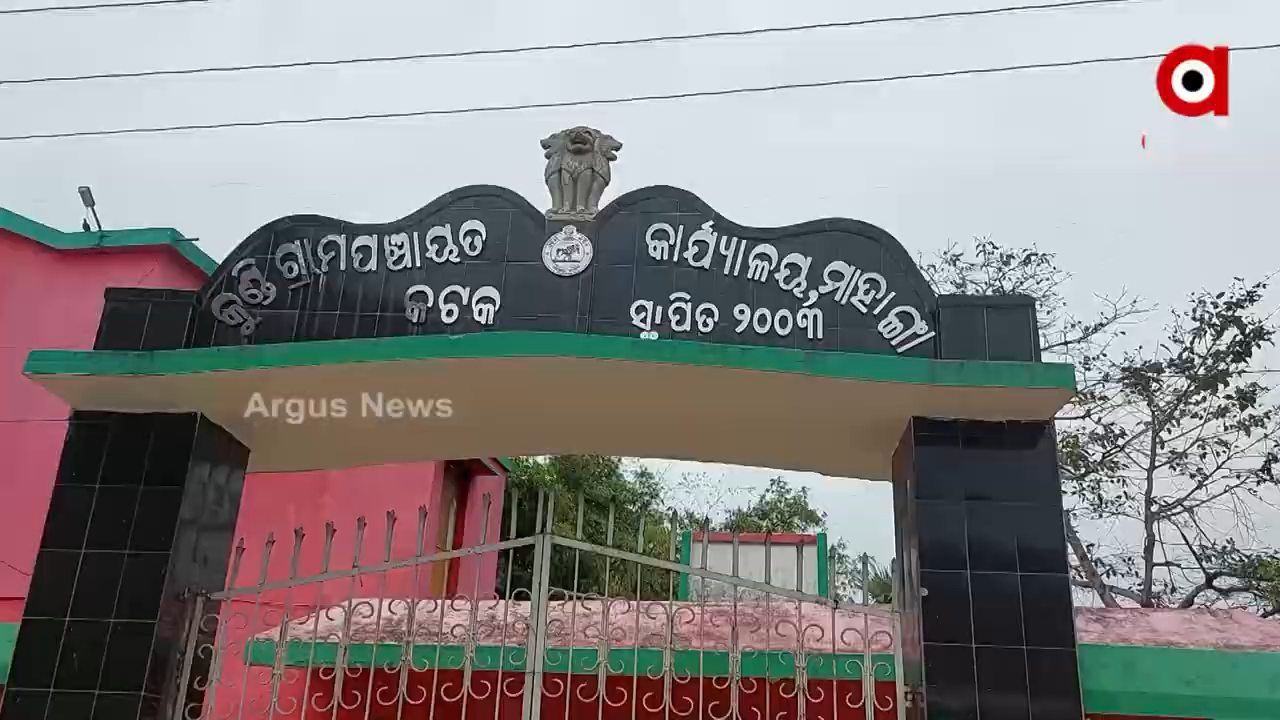 ଗ୍ରାମପଞ୍ଚାୟତ କାର୍ଯ୍ୟାଳୟ, ମାହାଙ୍ଗା
କଟକ ସ୍ଥାପିତ ୨୦୦୩
Argus News